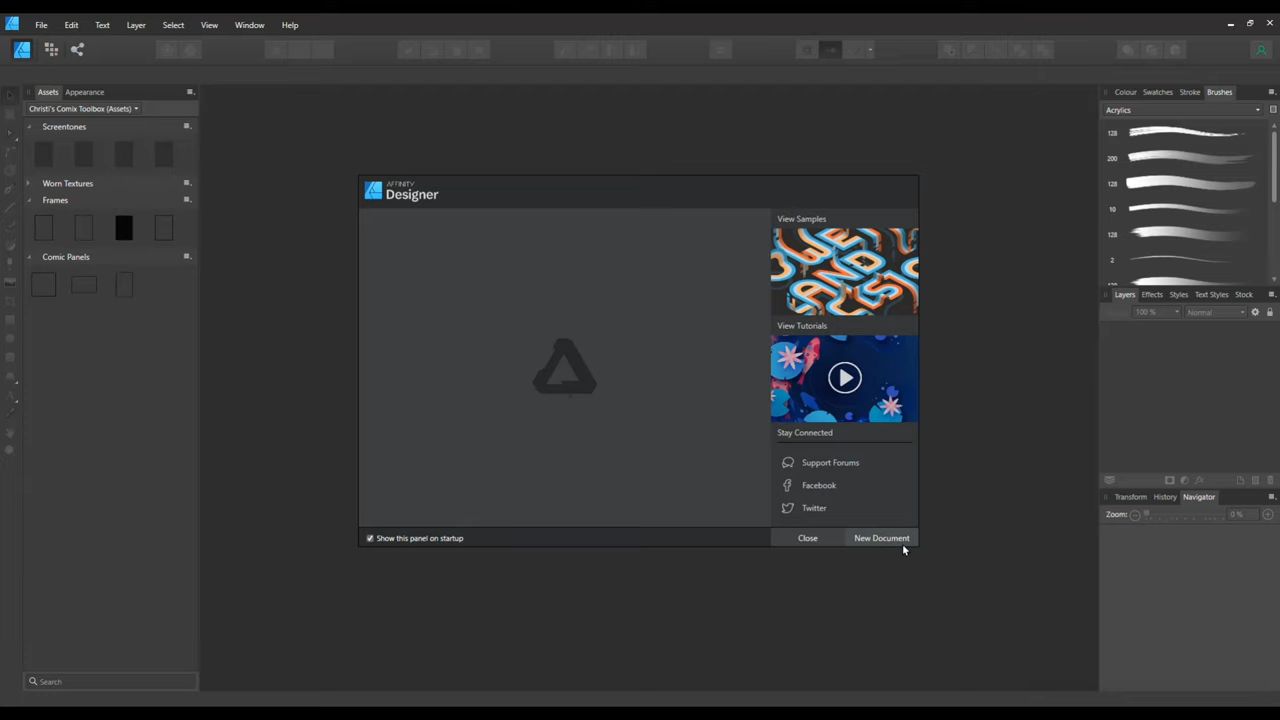 File Edit Text Layer Select View Window Help
Assets Appearance
Christi's Comix Toolbox (Assets)
Screentones
Worn Textures
Frames
Comic Panels
Search
AFFINITY
Designer
View Samples
View Tutorials
Stay Connected
Support Forums
Facebook
Twitter
Show this panel on startup
Close
New Document
Colour Swatches Stroke Brushes
Acrylics
128
200
128
10
128
2
Layers Effects Styles Text Styles Stock
100 % Normal
Transform History Navigator
Zoom: 0 %